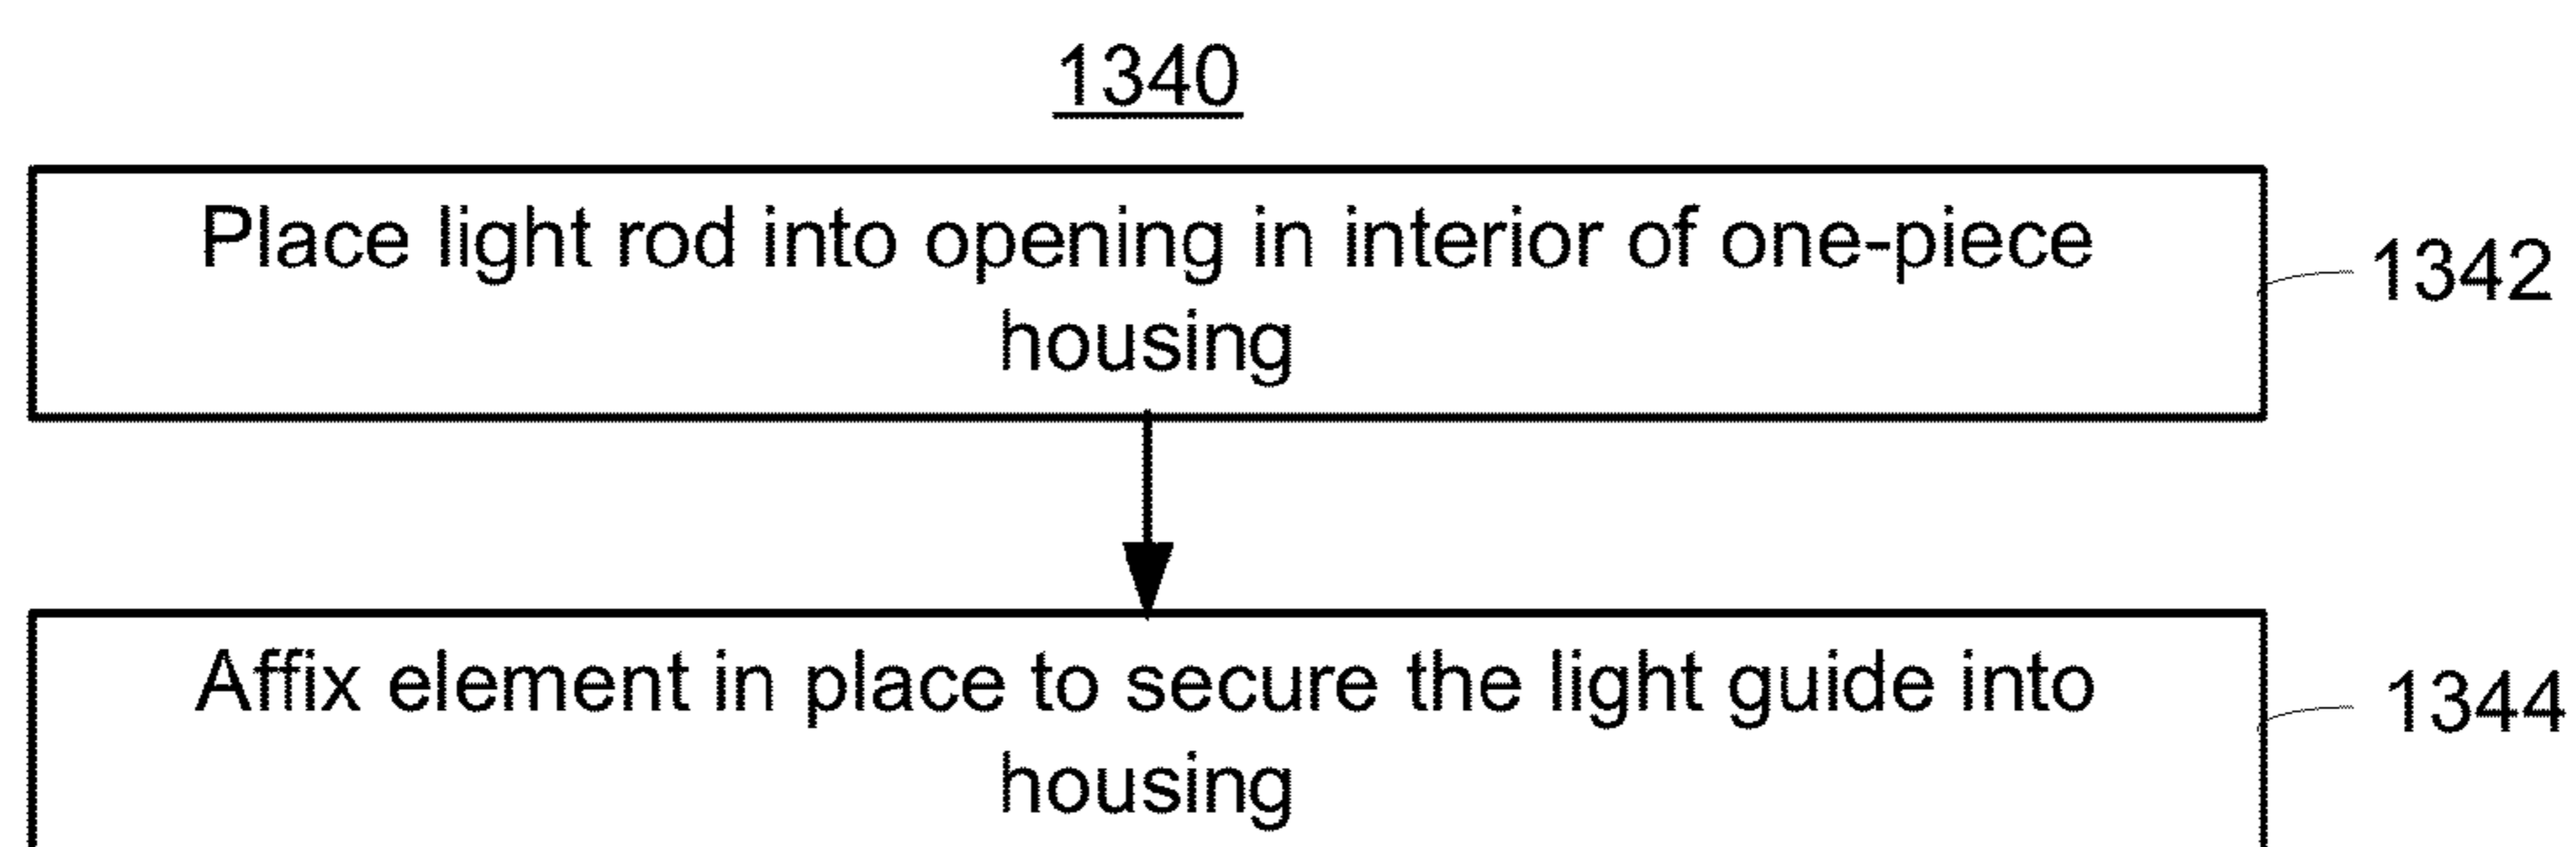 1340
Place light rod into opening in interior of one-piece
housing
1342
Affix element in place to secure the light guide into
housing
1344